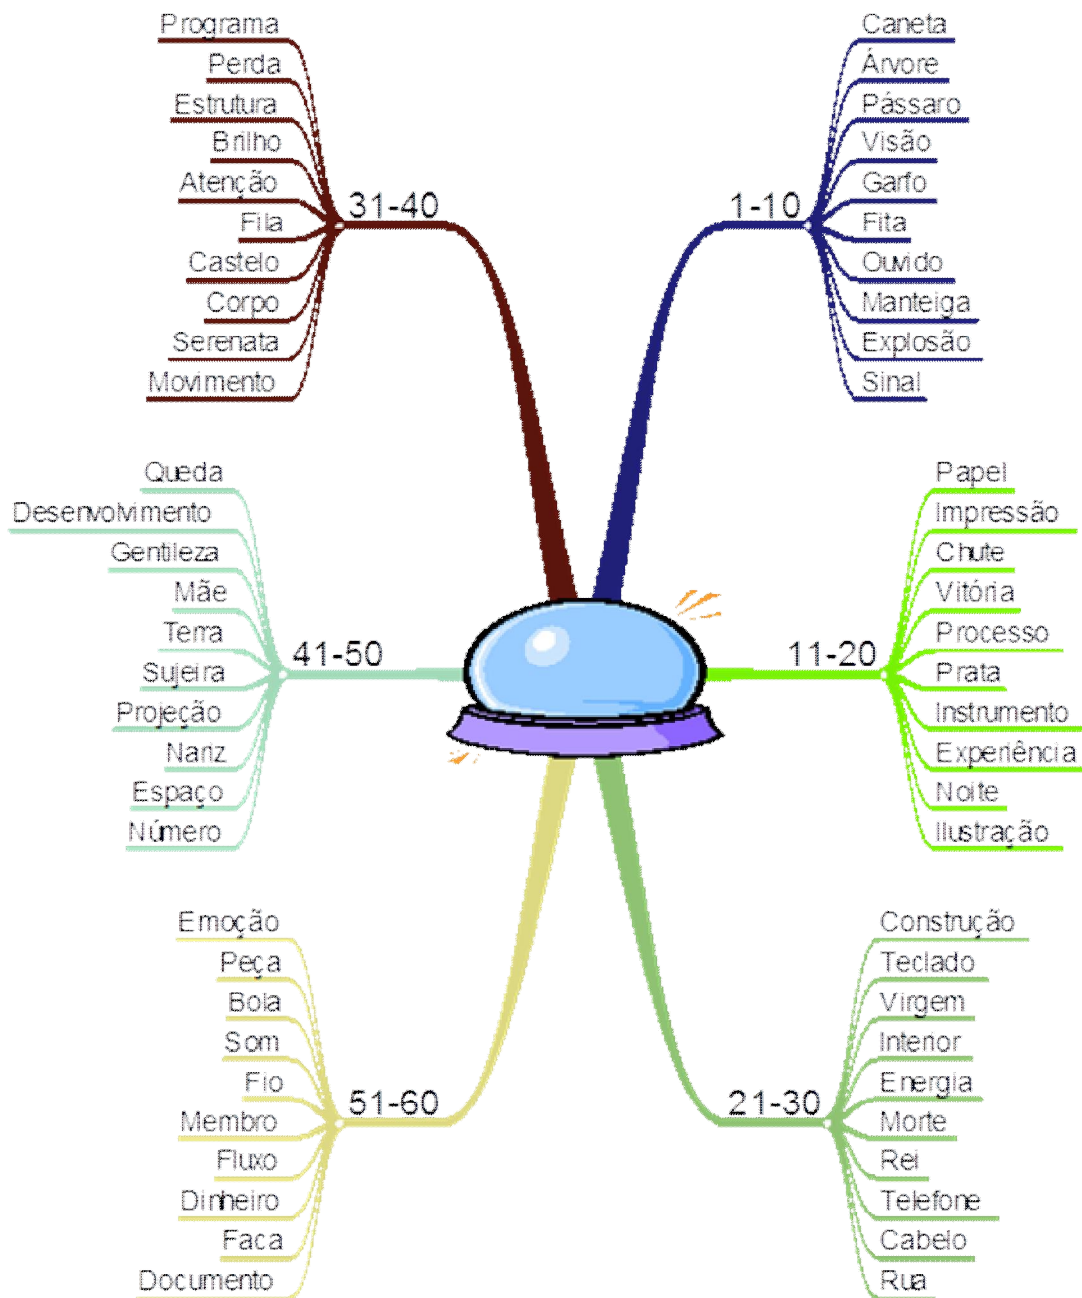 1-10
Caneta
Árvore
Pássaro
Visão
Garfo
Fita
Ouvido
Manteiga
Explosão
Sinal
11-20
Papel
Impressão
Chute
Vitória
Processo
Prata
Instrumento
Experiência
Noite
Ilustração
21-30
Construção
Teclado
Virgem
Interior
Energia
Morte
Rei
Telefone
Cabelo
Rua
31-40
Programa
Perda
Estrutura
Brilho
Atenção
Fila
Castelo
Corpo
Serenata
Movimento
41-50
Queda
Desenvolvimento
Gentileza
Mãe
Terra
Sujeira
Projeção
Nariz
Espaço
Número
51-60
Emoção
Peça
Bola
Som
Fio
Membro
Fluxo
Dinheiro
Faca
Documento